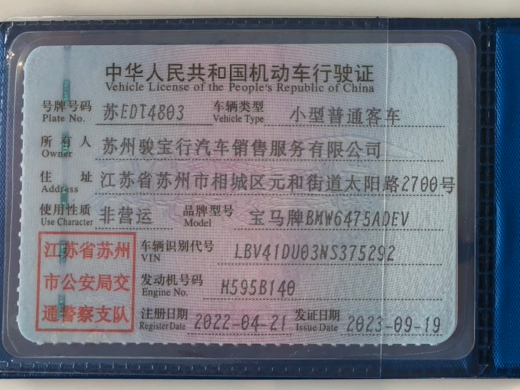 中华人民共和国机动车行驶证
Vehicle License of the People's Republic of China
号牌号码 苏EDT4803 车辆类型 小型普通客车
Plate No. Vehicle Type
所有人 苏州骏宝行汽车销售服务有限公司
Owner
住址 江苏省苏州市相城区元和街道太阳路2700号
Address
使用性质 非营运 品牌型号 宝马牌BMW6475ADEV
Use Character Model
江苏省苏州
市公安局交
通警察支队
车辆识别代号 LBV41DU03NS375292
VIN
发动机号码 H595B140
Engine No.
注册日期 2022-04-21 发证日期 2023-09-19
Register Date Issue Date